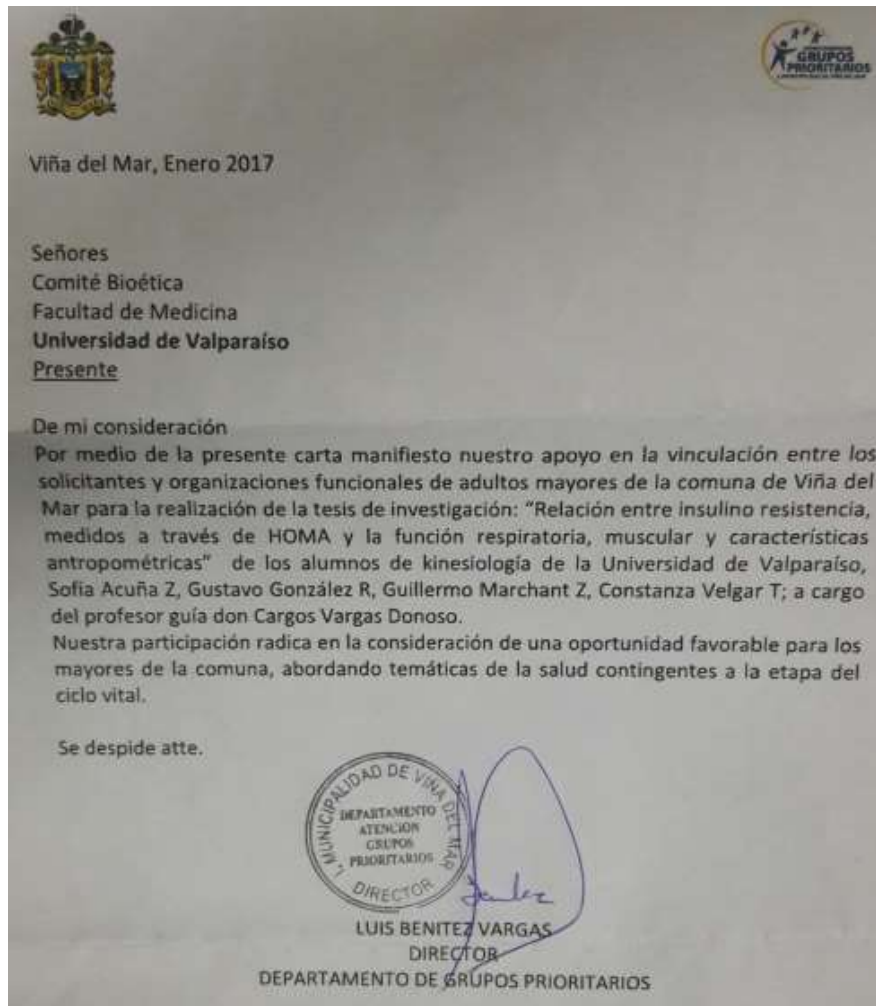 GRUPOS
PRIORITARIOS
Viña del Mar, Enero 2017
Señores
Comité Bioética
Facultad de Medicina
Universidad de Valparaíso
Presente
De mi consideración
Por medio de la presente carta manifiesto nuestro apoyo en la vinculación entre los
solicitantes y organizaciones funcionales de adultos mayores de la comuna de Viña del
Mar para la realización de la tesis de investigación: “Relación entre insulino resistencia,
medidos a través de HOMA y la función respiratoria, muscular y características
antropométricas” de los alumnos de kinesiología de la Universidad de Valparaíso,
Sofía Acuña Z, Gustavo González R, Guillermo Marchant Z, Constanza Velgar T; a cargo
del profesor guía don Cargos Vargas Donoso.
Nuestra participación radica en la consideración de una oportunidad favorable para los
mayores de la comuna, abordando temáticas de la salud contingentes a la etapa del
ciclo vital.
Se despide atte.
I. MUNICIPALIDAD DE VIÑA DEL MAR
DEPARTAMENTO
ATENCION
GRUPOS
PRIORITARIOS
DIRECTOR
LUIS BENITEZ VARGAS
DIRECTOR
DEPARTAMENTO DE GRUPOS PRIORITARIOS